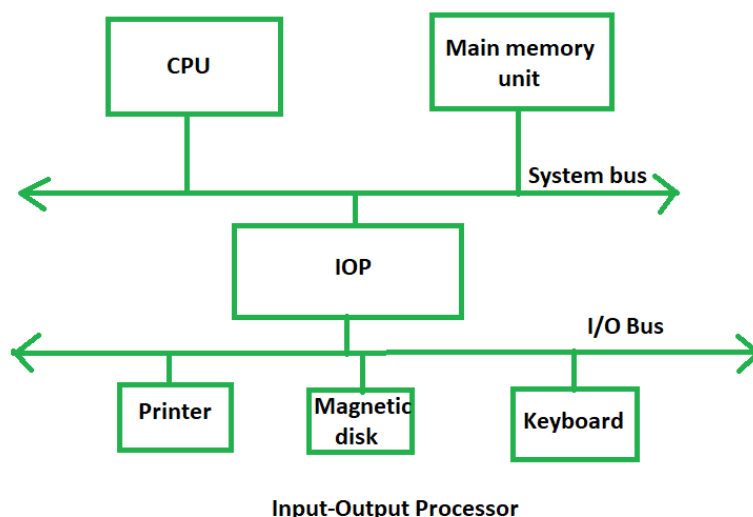 CPU
Main memory
unit
System bus
IOP
I/O Bus
Printer
Magnetic
disk
Keyboard
Input-Output Processor